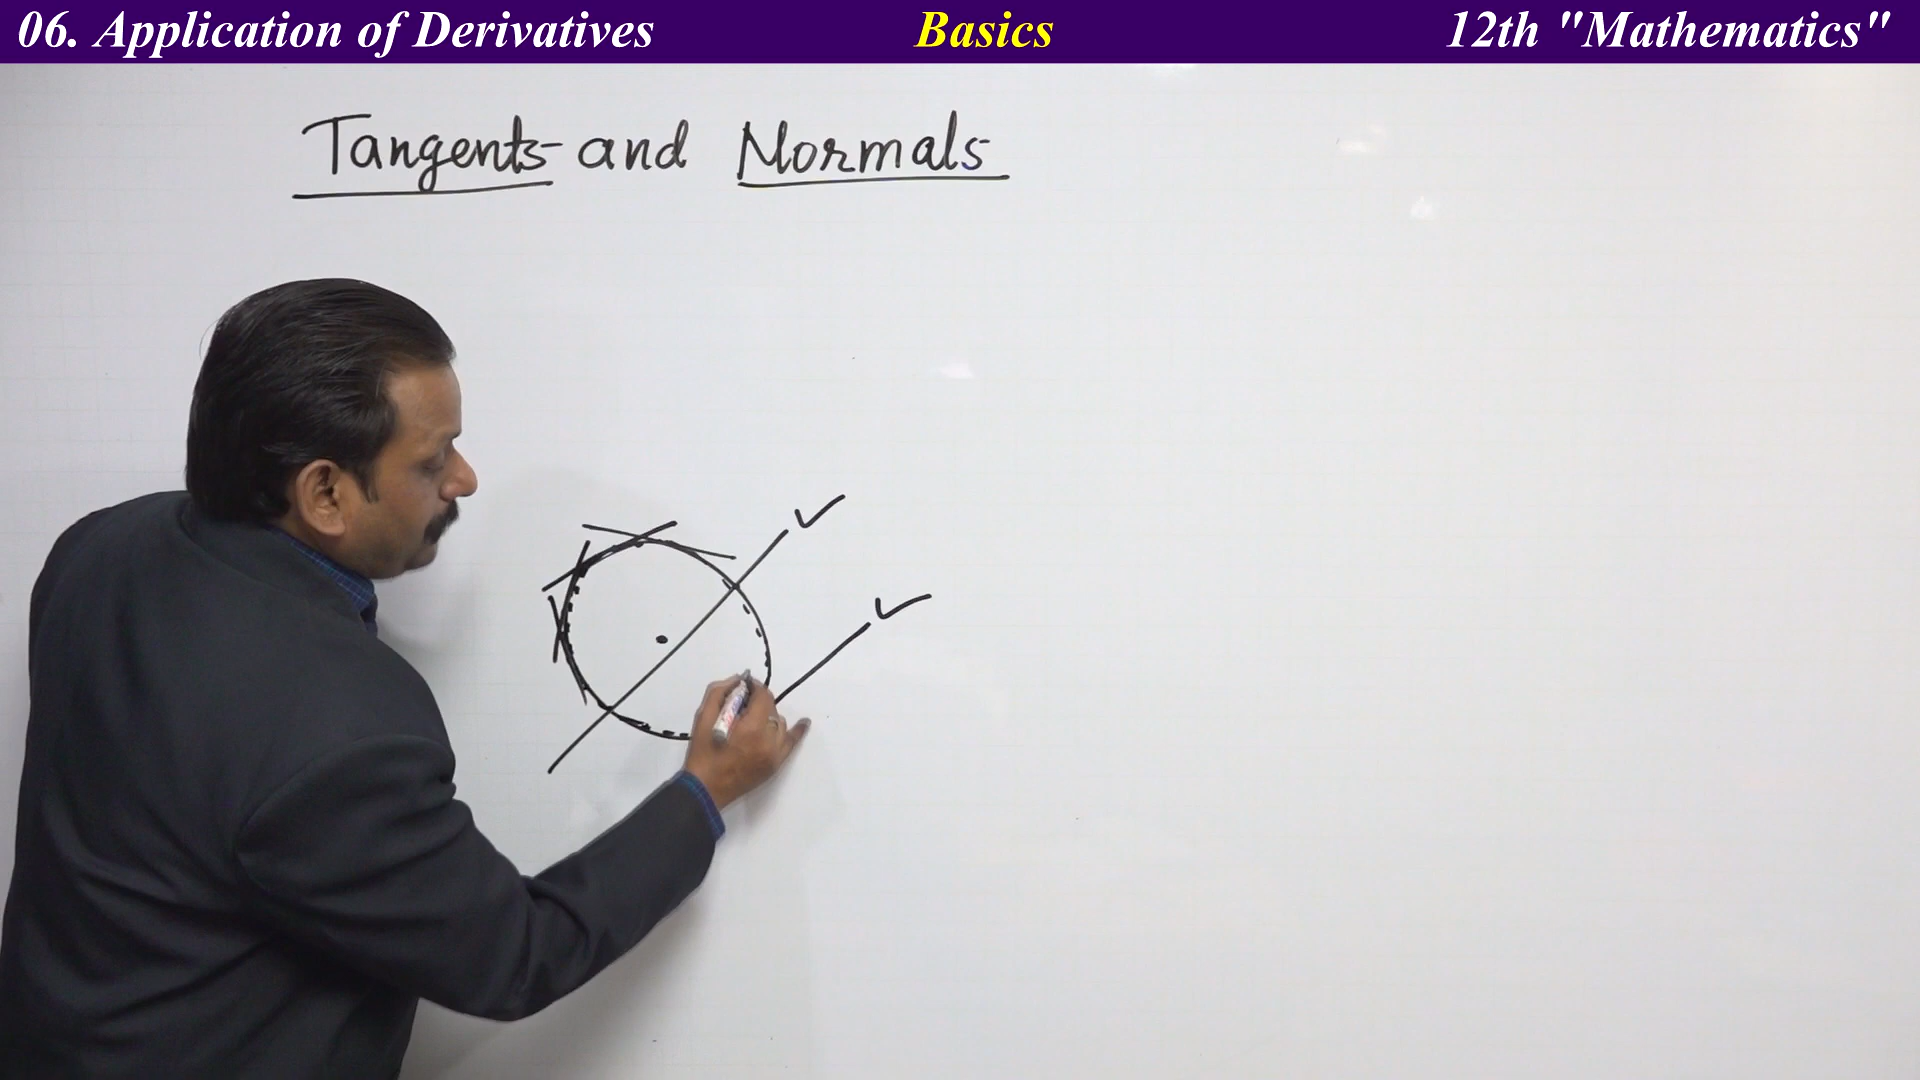 06. Application of Derivatives Basics 12th "Mathematics"
Tangents and Normals